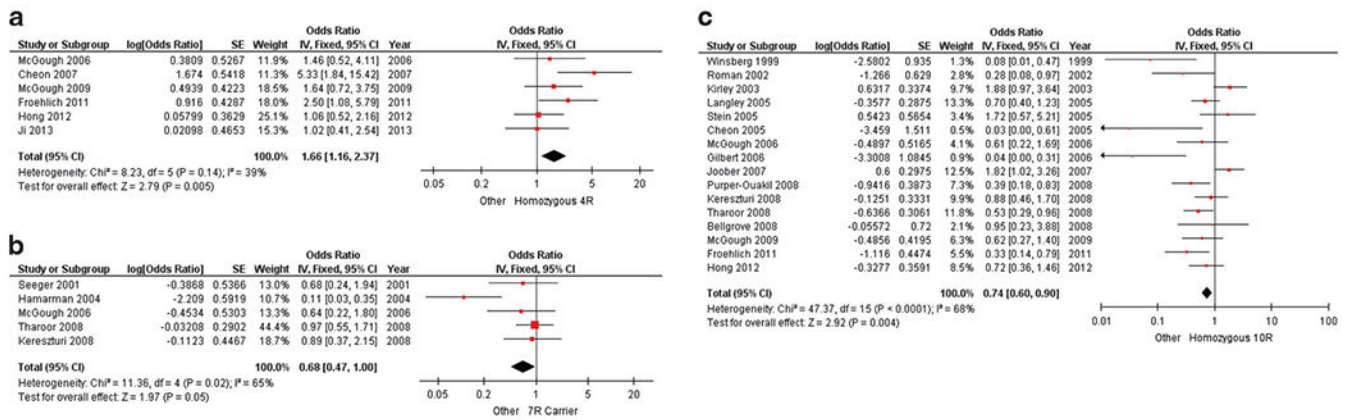 a
Odds Ratio Odds Ratio
Study or Subgroup log[Odds Ratio] SE Weight IV, Fixed, 95% CI Year IV, Fixed, 95% CI
McGough 2006 0.3809 0.5267 11.9% 1.46 [0.52, 4.11] 2006
Cheon 2007 1.674 0.5418 11.2% 5.33 [1.84, 15.42] 2007
McGough 2009 0.4939 0.4223 18.5% 1.64 [0.72, 3.75] 2009
Froehlich 2011 0.916 0.4287 18.0% 2.50 [1.08, 5.79] 2011
Hong 2012 0.05799 0.3629 25.1% 1.06 [0.52, 2.16] 2012
Ji 2013 0.02098 0.4653 15.3% 1.02 [0.41, 2.54] 2013
Total (95% CI) 100.0% 1.66 [1.16, 2.37]
Heterogeneity: Chi² = 8.23, df = 5 (P = 0.14); I² = 39%
Test for overall effect: Z = 2.79 (P = 0.005)
0.05 0.2 1 5 20
Other Homozygous 4R
b
Odds Ratio Odds Ratio
Study or Subgroup log[Odds Ratio] SE Weight IV, Fixed, 95% CI Year IV, Fixed, 95% CI
Seeger 2001 -0.3868 0.5366 13.0% 0.68 [0.24, 1.94] 2001
Hamarman 2004 -2.209 0.5919 10.7% 0.11 [0.03, 0.35] 2004
McGough 2006 -0.4534 0.5303 13.3% 0.64 [0.22, 1.80] 2006
Tharoor 2008 -0.03208 0.2902 44.4% 0.97 [0.55, 1.71] 2008
Kereszturi 2008 -0.1123 0.4467 18.7% 0.89 [0.37, 2.15] 2008
Total (95% CI) 100.0% 0.68 [0.47, 1.00]
Heterogeneity: Chi² = 11.36, df = 4 (P = 0.02); I² = 65%
Test for overall effect: Z = 1.97 (P = 0.05)
0.05 0.2 1 5 20
Other 7R Carrier
c
Odds Ratio Odds Ratio
Study or Subgroup log[Odds Ratio] SE Weight IV, Fixed, 95% CI Year IV, Fixed, 95% CI
Winsberg 1999 -2.5802 0.935 1.3% 0.08 [0.01, 0.47] 1999
Roman 2002 -1.266 0.629 2.8% 0.28 [0.08, 0.97] 2002
Kirley 2003 0.6317 0.3374 9.7% 1.88 [0.97, 3.64] 2003
Langley 2005 -0.3577 0.2875 13.3% 0.70 [0.40, 1.23] 2005
Stein 2005 0.5423 0.5654 3.4% 1.72 [0.57, 5.21] 2005
Cheon 2005 -3.459 1.511 0.5% 0.03 [0.00, 0.61] 2005
McGough 2006 -0.4897 0.5165 4.1% 0.61 [0.22, 1.69] 2006
Gilbert 2006 -3.3008 1.0845 0.9% 0.04 [0.00, 0.31] 2006
Joober 2007 0.6 0.2975 12.5% 1.82 [1.02, 3.26] 2007
Purper-Ouakil 2008 -0.9416 0.3873 7.3% 0.39 [0.18, 0.83] 2008
Kereszturi 2008 -0.1251 0.3331 9.9% 0.88 [0.46, 1.70] 2008
Tharoor 2008 -0.6366 0.3061 11.8% 0.53 [0.29, 0.96] 2008
Bellgrove 2008 -0.05572 0.72 2.1% 0.95 [0.23, 3.88] 2008
McGough 2009 -0.4856 0.4195 6.3% 0.62 [0.27, 1.40] 2009
Froehlich 2011 -1.116 0.4474 5.5% 0.33 [0.14, 0.79] 2011
Hong 2012 -0.3277 0.3591 8.5% 0.72 [0.36, 1.46] 2012
Total (95% CI) 100.0% 0.74 [0.60, 0.90]
Heterogeneity: Chi² = 47.37, df = 15 (P < 0.0001); I² = 68%
Test for overall effect: Z = 2.92 (P = 0.004)
0.01 0.1 1 10 100
Other Homozygous 10R